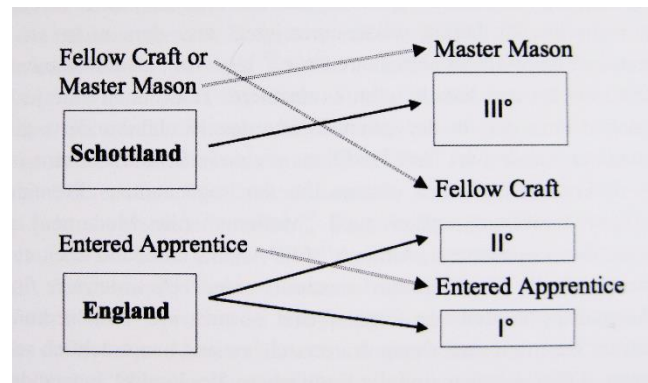 Fellow Craft or
Master Mason
Schottland
Entered Apprentice
England
Master Mason
III°
Fellow Craft
II°
Entered Apprentice
I°